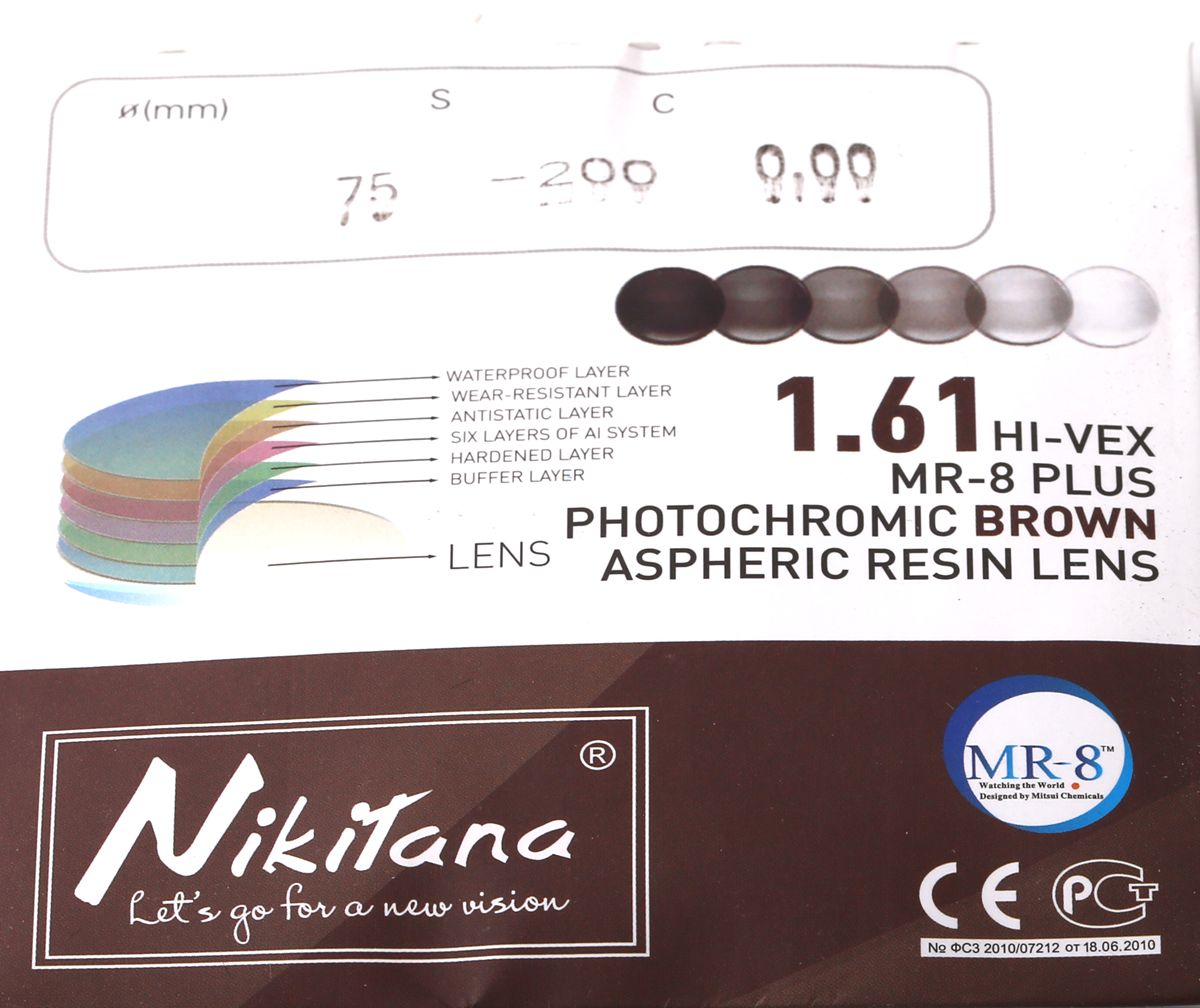 ø(mm) S C
75 -200 0.00
WATERPROOF LAYER
WEAR-RESISTANT LAYER
ANTISTATIC LAYER
SIX LAYERS OF AI SYSTEM
HARDENED LAYER
BUFFER LAYER
LENS
1.61 HI-VEX
MR-8 PLUS
PHOTOCHROMIC BROWN
ASPHERIC RESIN LENS
Nikitana ®
Let's go for a new vision
MR-8™
Watching the World
Designed by Mitsui Chemicals
CE PCT
№ ФСЗ 2010/07212 от 18.06.2010